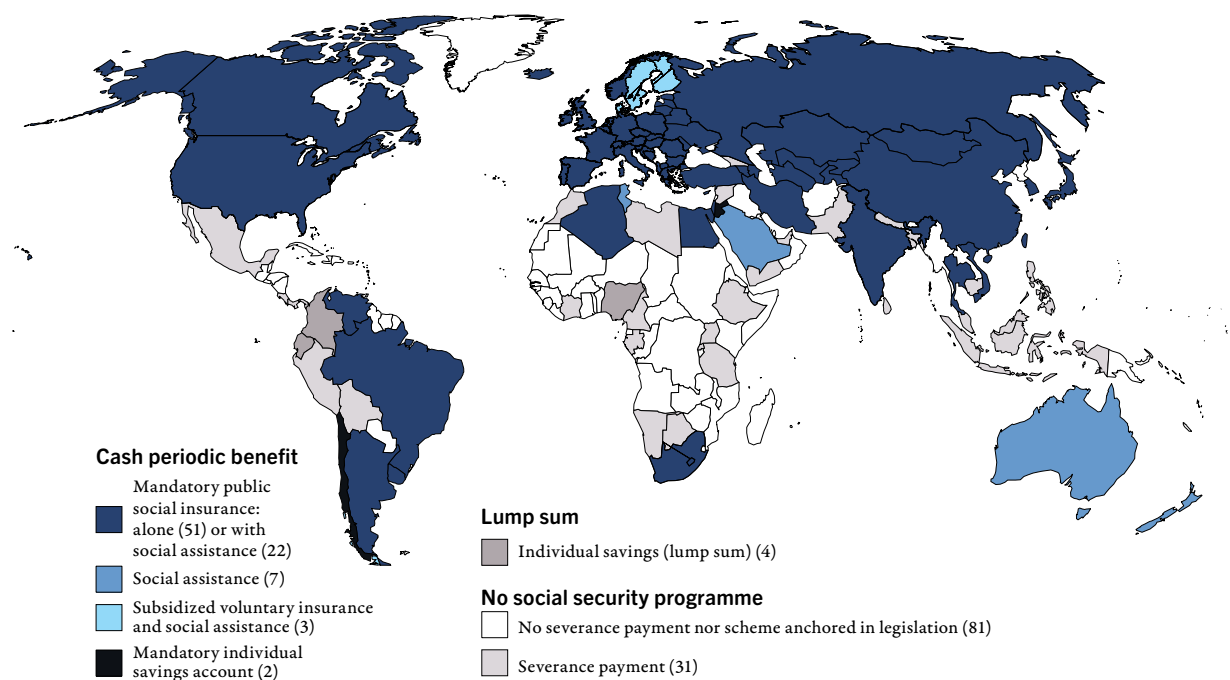 Cash periodic benefit
Mandatory public
social insurance:
alone (51) or with
social assistance (22)
Social assistance (7)
Subsidized voluntary insurance
and social assistance (3)
Mandatory individual
savings account (2)
Lump sum
Individual savings (lump sum) (4)
No social security programme
No severance payment nor scheme anchored in legislation (81)
Severance payment (31)